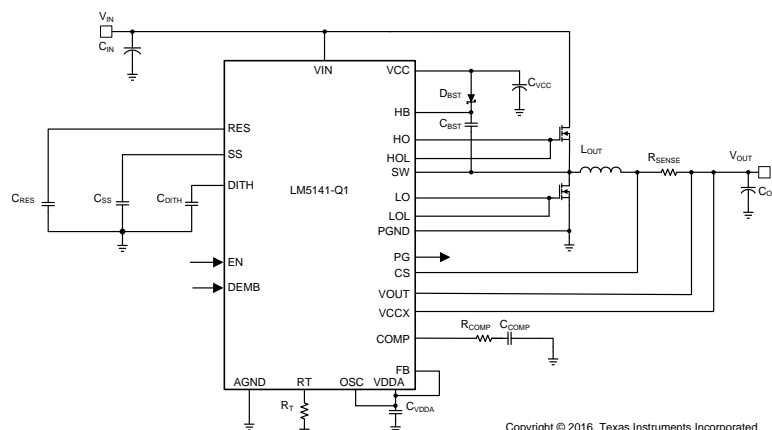 VIN
CIN
VIN
VCC
DBST
CVCC
HB
CBST
HO
RES
HOL
LOUT
RSENSE
VOUT
SS
SW
DITH
LM5141-Q1
LO
CO
CRES
CSS
CDITH
LOL
PGND
EN
PG
CS
DEMB
VOUT
VCCX
RCOMP
CCOMP
COMP
FB
AGND
RT
OSC
VDDA
RT
CVDDA
Copyright © 2016, Texas Instruments Incorporated